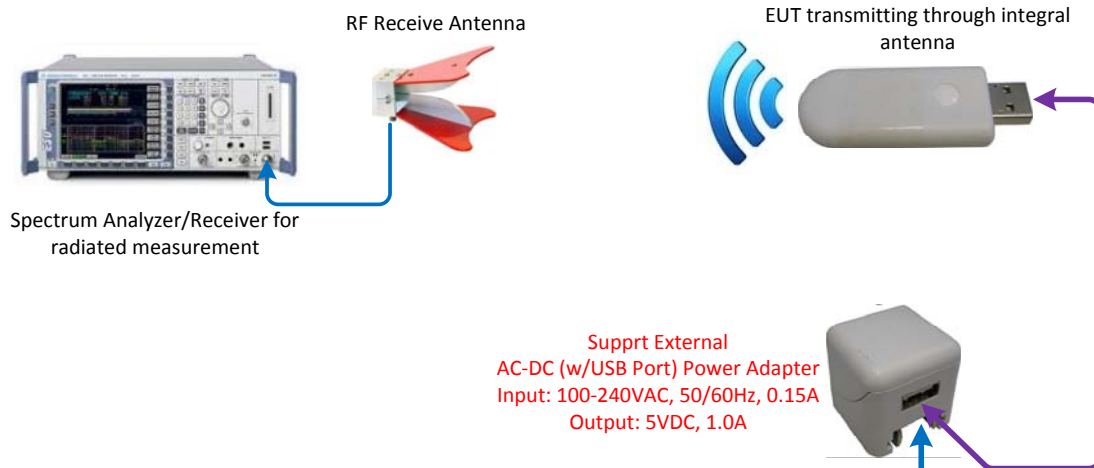 RF Receive Antenna
EUT transmitting through integral
antenna
Spectrum Analyzer/Receiver for
radiated measurement
Supprt External
AC-DC (w/USB Port) Power Adapter
Input: 100-240VAC, 50/60Hz, 0.15A
Output: 5VDC, 1.0A